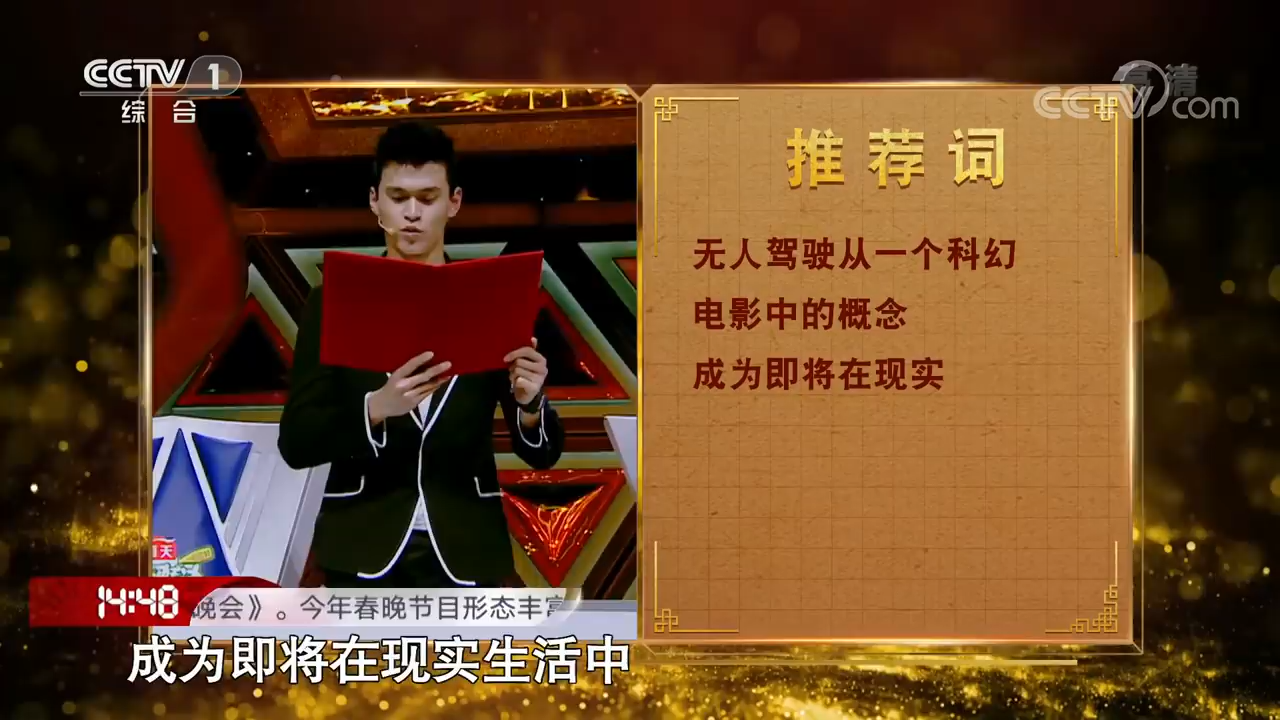 CCTV 1
综合
高清
CCTV com
推荐词
无人驾驶从一个科幻
电影中的概念
成为即将在现实
14:48
晚会》。今年春晚节目形态丰富
成为即将在现实生活中